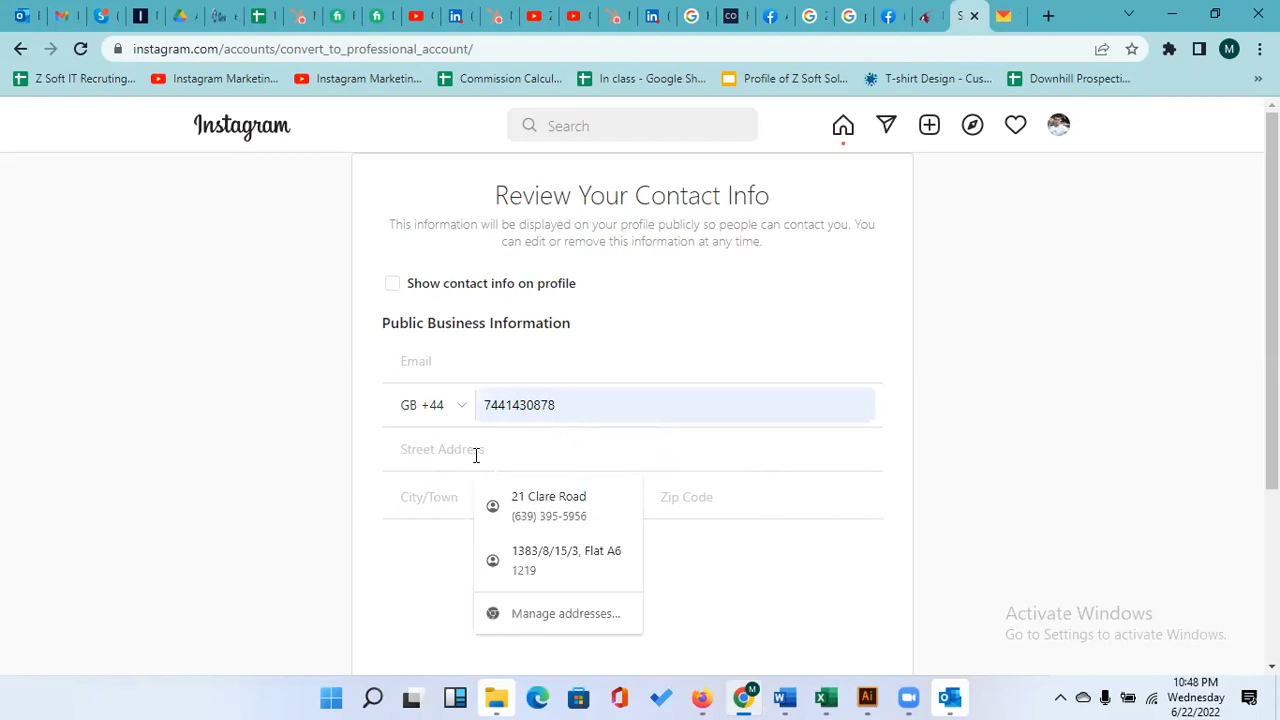 instagram.com/accounts/convert_to_professional_account/
M
Z Soft IT Recruting...
Instagram Marketin...
Instagram Marketin...
Commission Calcul...
In class - Google Sh...
Profile of Z Soft Sol...
T-shirt Design - Cus...
Downhill Prospecti...
»
Instagram
Search
Review Your Contact Info
This information will be displayed on your profile publicly so people can contact you. You
can edit or remove this information at any time.
Show contact info on profile
Public Business Information
Email
GB +44
7441430878
Street Address
City/Town
Zip Code
21 Clare Road
(639) 395-5956
1383/8/15/3, Flat A6
1219
Manage addresses...
Activate Windows
Go to Settings to activate Windows.
10:48 PM
Wednesday
6/22/2022